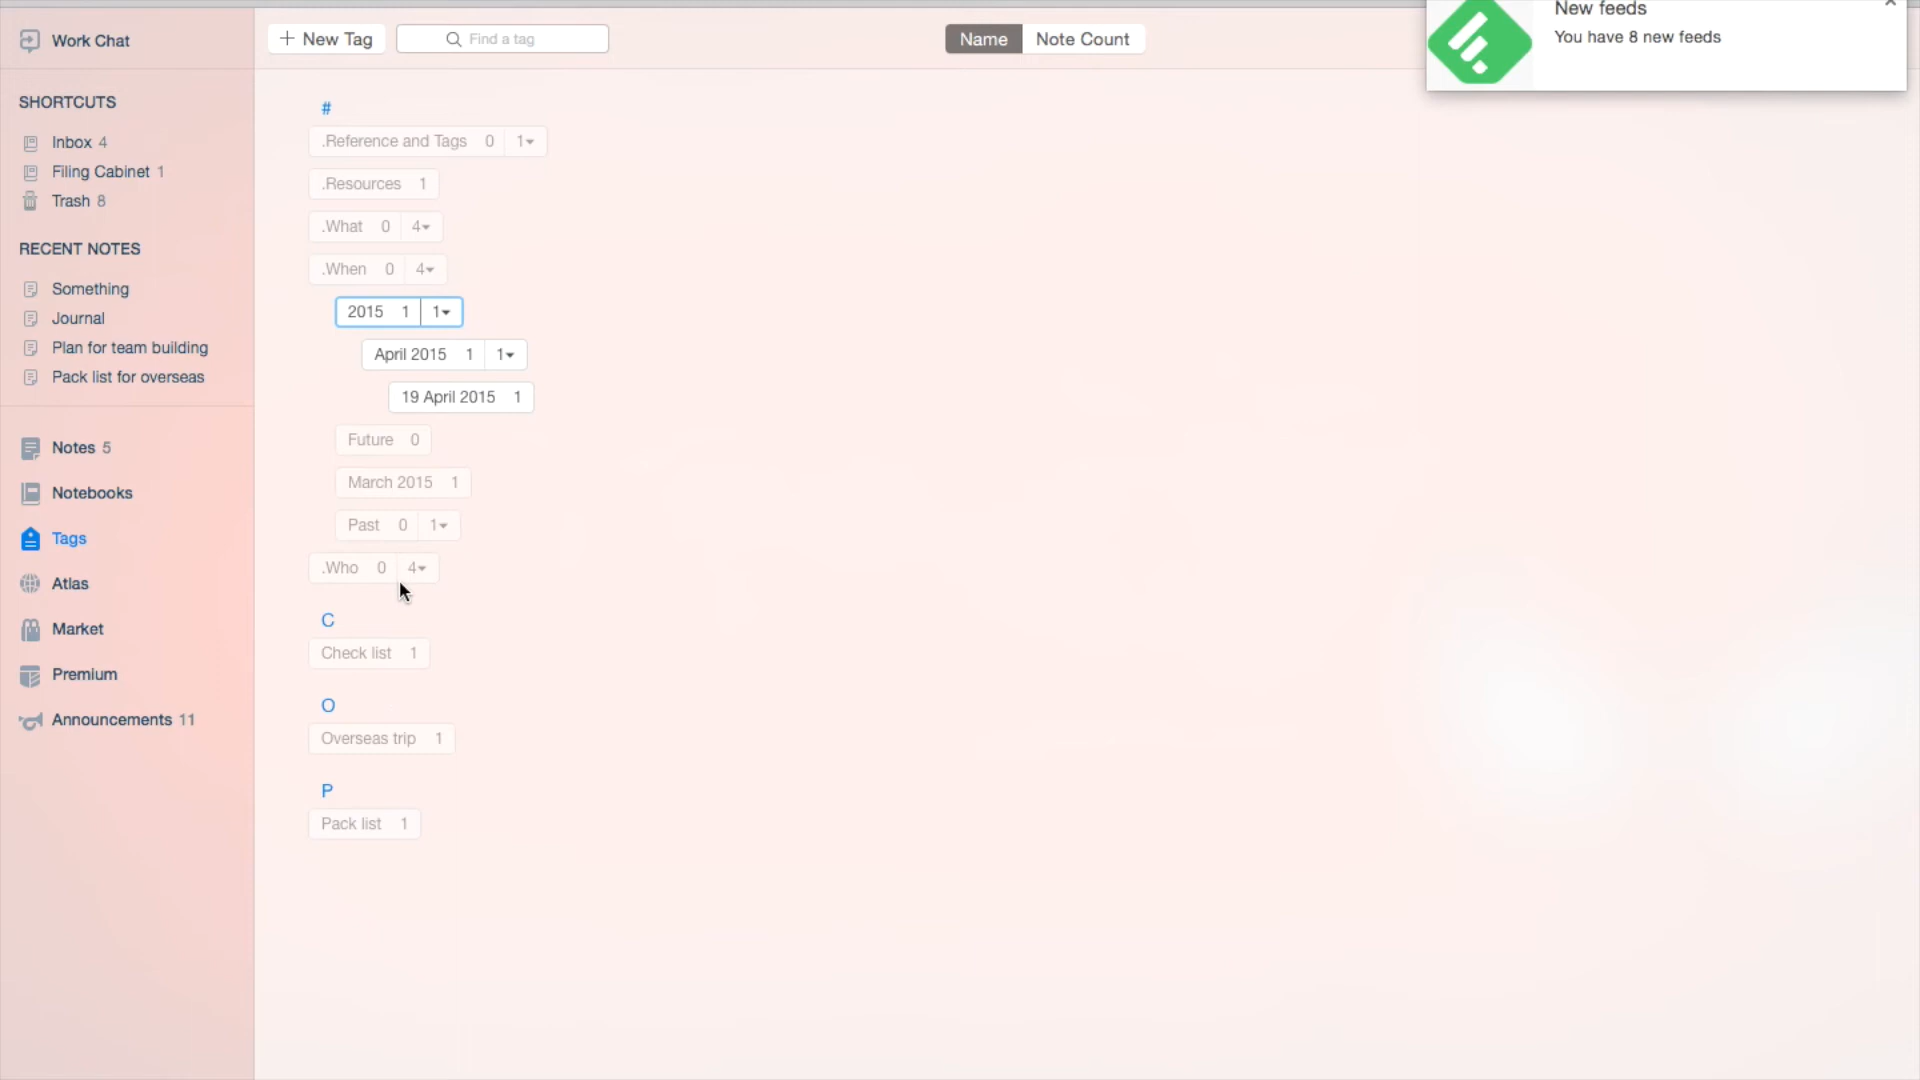 Work Chat
SHORTCUTS
Inbox 4
Filing Cabinet 1
Trash 8
RECENT NOTES
Something
Journal
Plan for team building
Pack list for overseas
Notes 5
Notebooks
Tags
Atlas
Market
Premium
Announcements 11
+ New Tag
Find a tag
Name
Note Count
New feeds
You have 8 new feeds
#
.Reference and Tags 0 1
.Resources 1
.What 0 4
.When 0 4
2015 1 1
April 2015 1 1
19 April 2015 1
Future 0
March 2015 1
Past 0 1
.Who 0 4
C
Check list 1
O
Overseas trip 1
P
Pack list 1